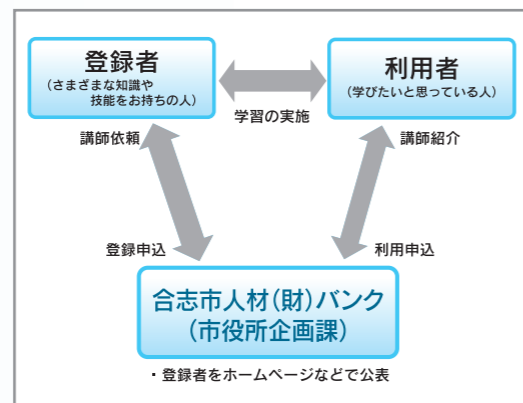 登録者
(さまざまな知識や
技能をお持ちの人)
利用者
(学びたいと思っている人)
学習の実施
講師依頼
講師紹介
登録申込
利用申込
合志市人材(財)バンク
(市役所企画課)
・登録者をホームページなどで公表